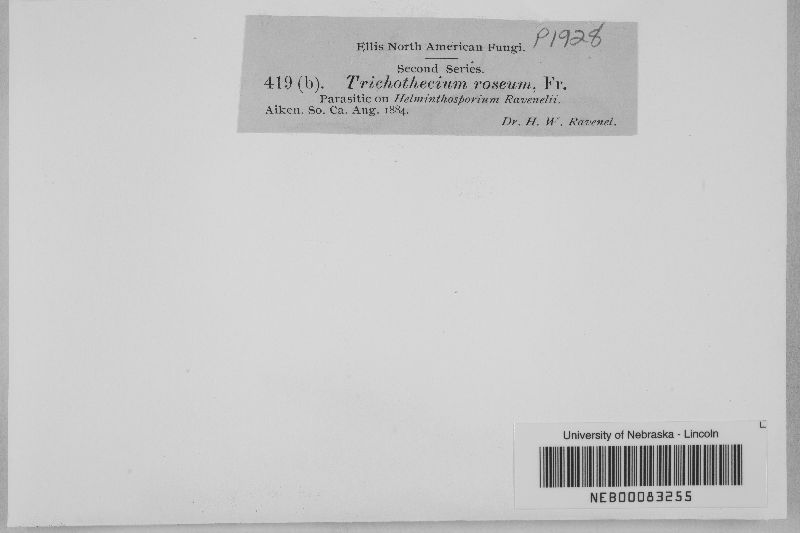 Ellis North American Fungi. P1928
Second Series.
419 (b). Trichothecium roseum, Fr.
Parasitic on Helminthosporium Ravenelii.
Aiken. So. Ca. Aug. 1884.
Dr. H. W. Ravenel.
University of Nebraska - Lincoln
NEB00083255